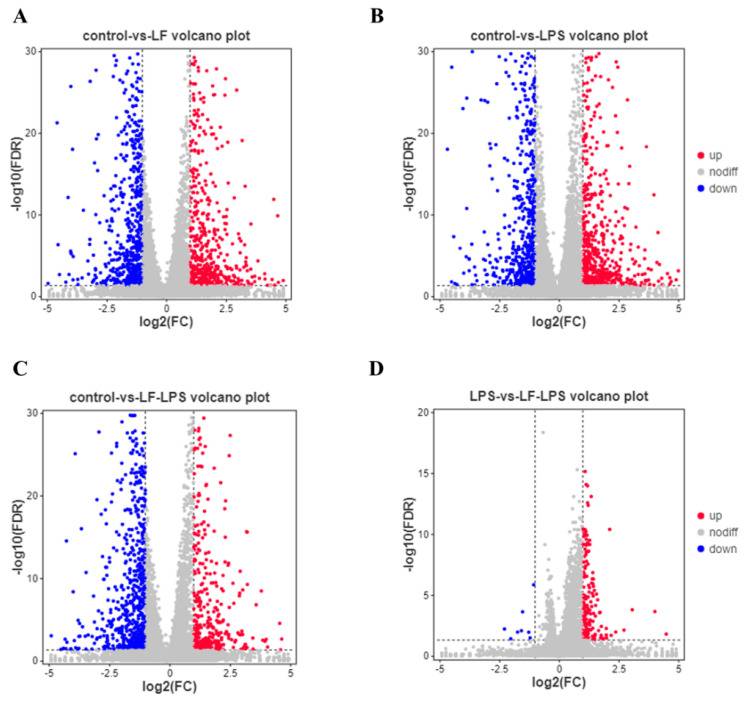 A
control-vs-LF volcano plot
30
20
10
0
-log10(FDR)
-5
-2.5
0
2.5
5
log2(FC)
B
control-vs-LPS volcano plot
30
20
10
0
-log10(FDR)
-5
-2.5
0
2.5
5
log2(FC)
up
nodiff
down
C
control-vs-LF-LPS volcano plot
30
20
10
0
-log10(FDR)
-5
-2.5
0
2.5
5
log2(FC)
D
LPS-vs-LF-LPS volcano plot
20
15
10
5
0
-log10(FDR)
-5
-2.5
0
2.5
5
log2(FC)
up
nodiff
down